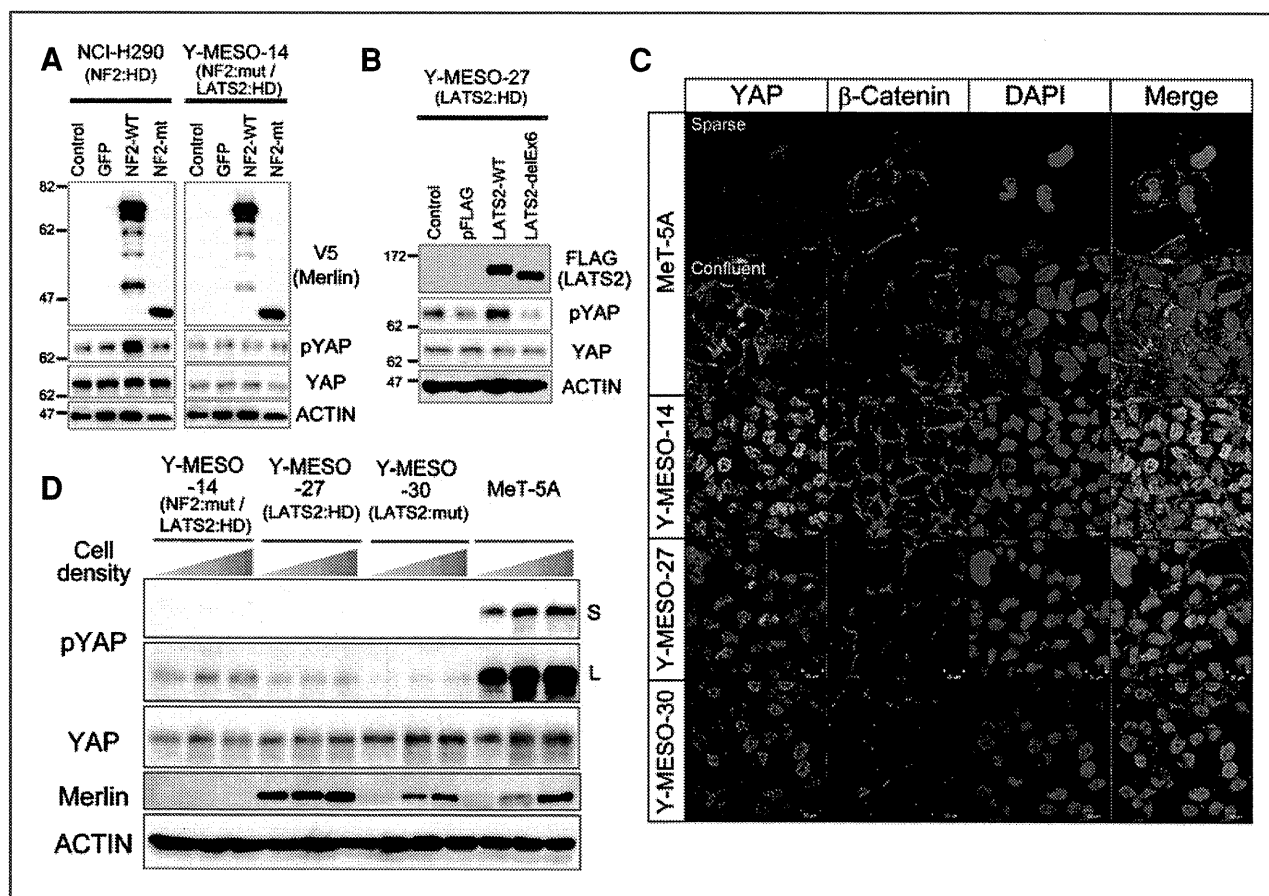 A
NCI-H290
(NF2:HD)
Y-MESO-14
(NF2:mut /
LATS2:HD)
Control
GFP
NF2-WT
NF2-mt
Control
GFP
NF2-WT
NF2-mt
82
62
47
62
62
47
V5
(Merlin)
pYAP
YAP
ACTIN
B
Y-MESO-27
(LATS2:HD)
Control
pFLAG
LATS2-WT
LATS2-delEx6
172
62
62
47
FLAG
(LATS2)
pYAP
YAP
ACTIN
C
YAP
β-Catenin
DAPI
Merge
MeT-5A
Sparse
Confluent
Y-MESO-14
Y-MESO-27
Y-MESO-30
D
Y-MESO
-14
(NF2:mut /
LATS2:HD)
Y-MESO
-27
(LATS2:HD)
Y-MESO
-30
(LATS2:mut)
MeT-5A
Cell
density
pYAP
S
L
YAP
Merlin
ACTIN